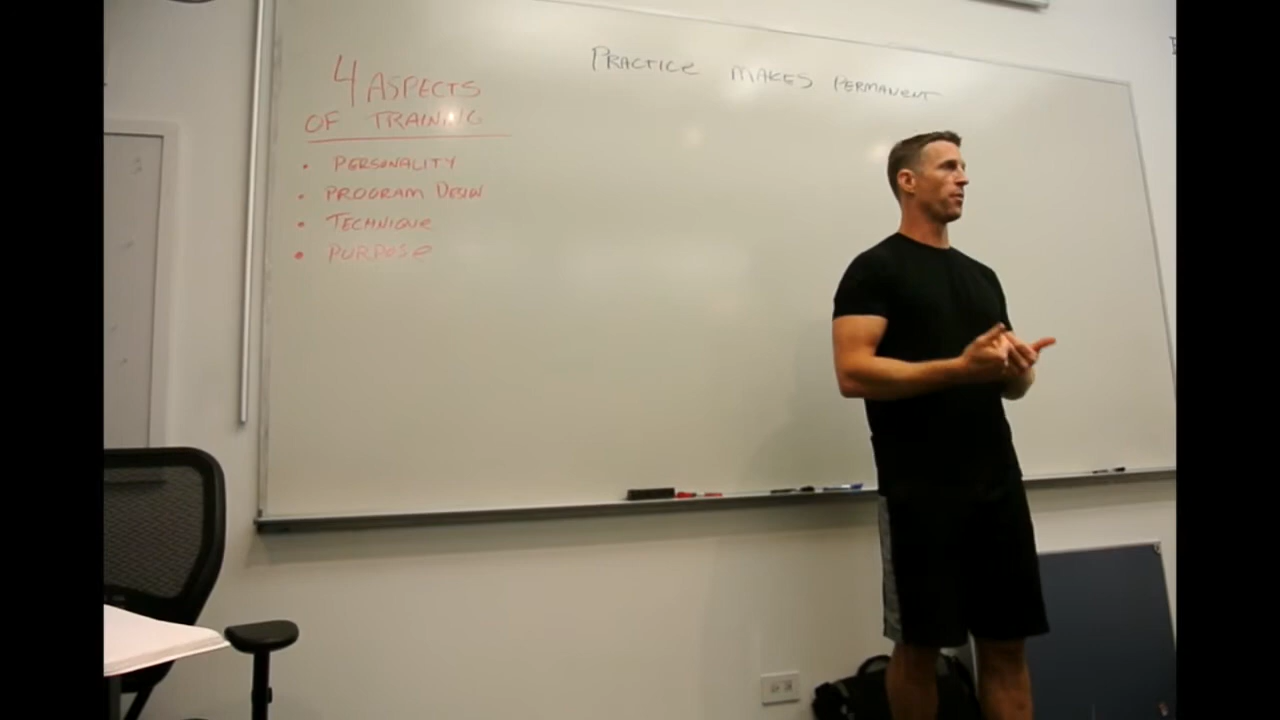 4 ASPECTS
OF TRAINING
• PERSONALITY
• PROGRAM DESIGN
• TECHNIQUE
• PURPOSE
PRACTICE MAKES PERMANENT